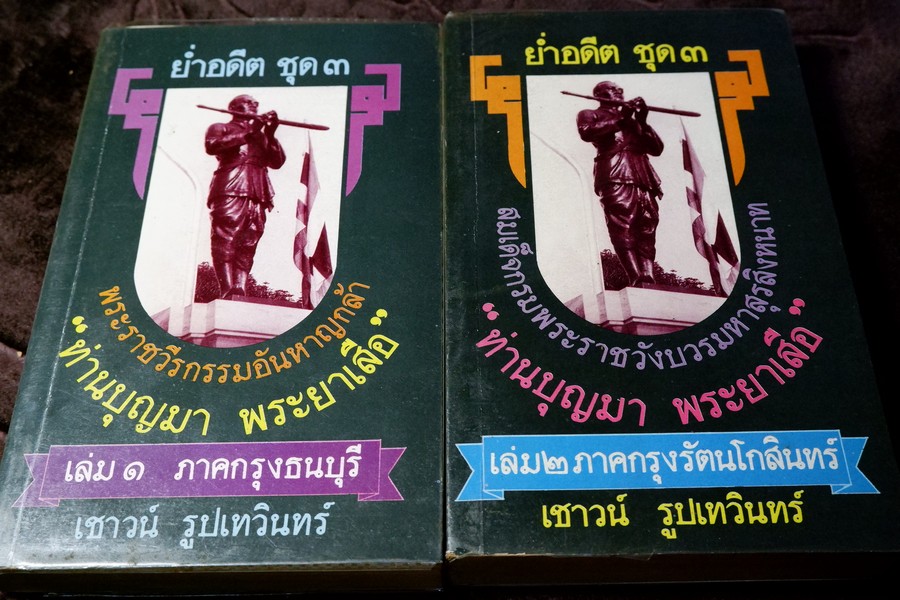 ย่ำอดีต ชุด ๓
พระราชวีรกรรมอันหาญกล้า
“ท่านบุญมา พระยาเสือ”
เล่ม ๑ ภาคกรุงธนบุรี
เชาวน์ รูปเทวินทร์
ย่ำอดีต ชุด ๓
สมเด็จกรมพระราชวังบวรมหาสุรสิงหนาท
“ท่านบุญมา พระยาเสือ”
เล่ม ๒ ภาคกรุงรัตนโกสินทร์
เชาวน์ รูปเทวินทร์